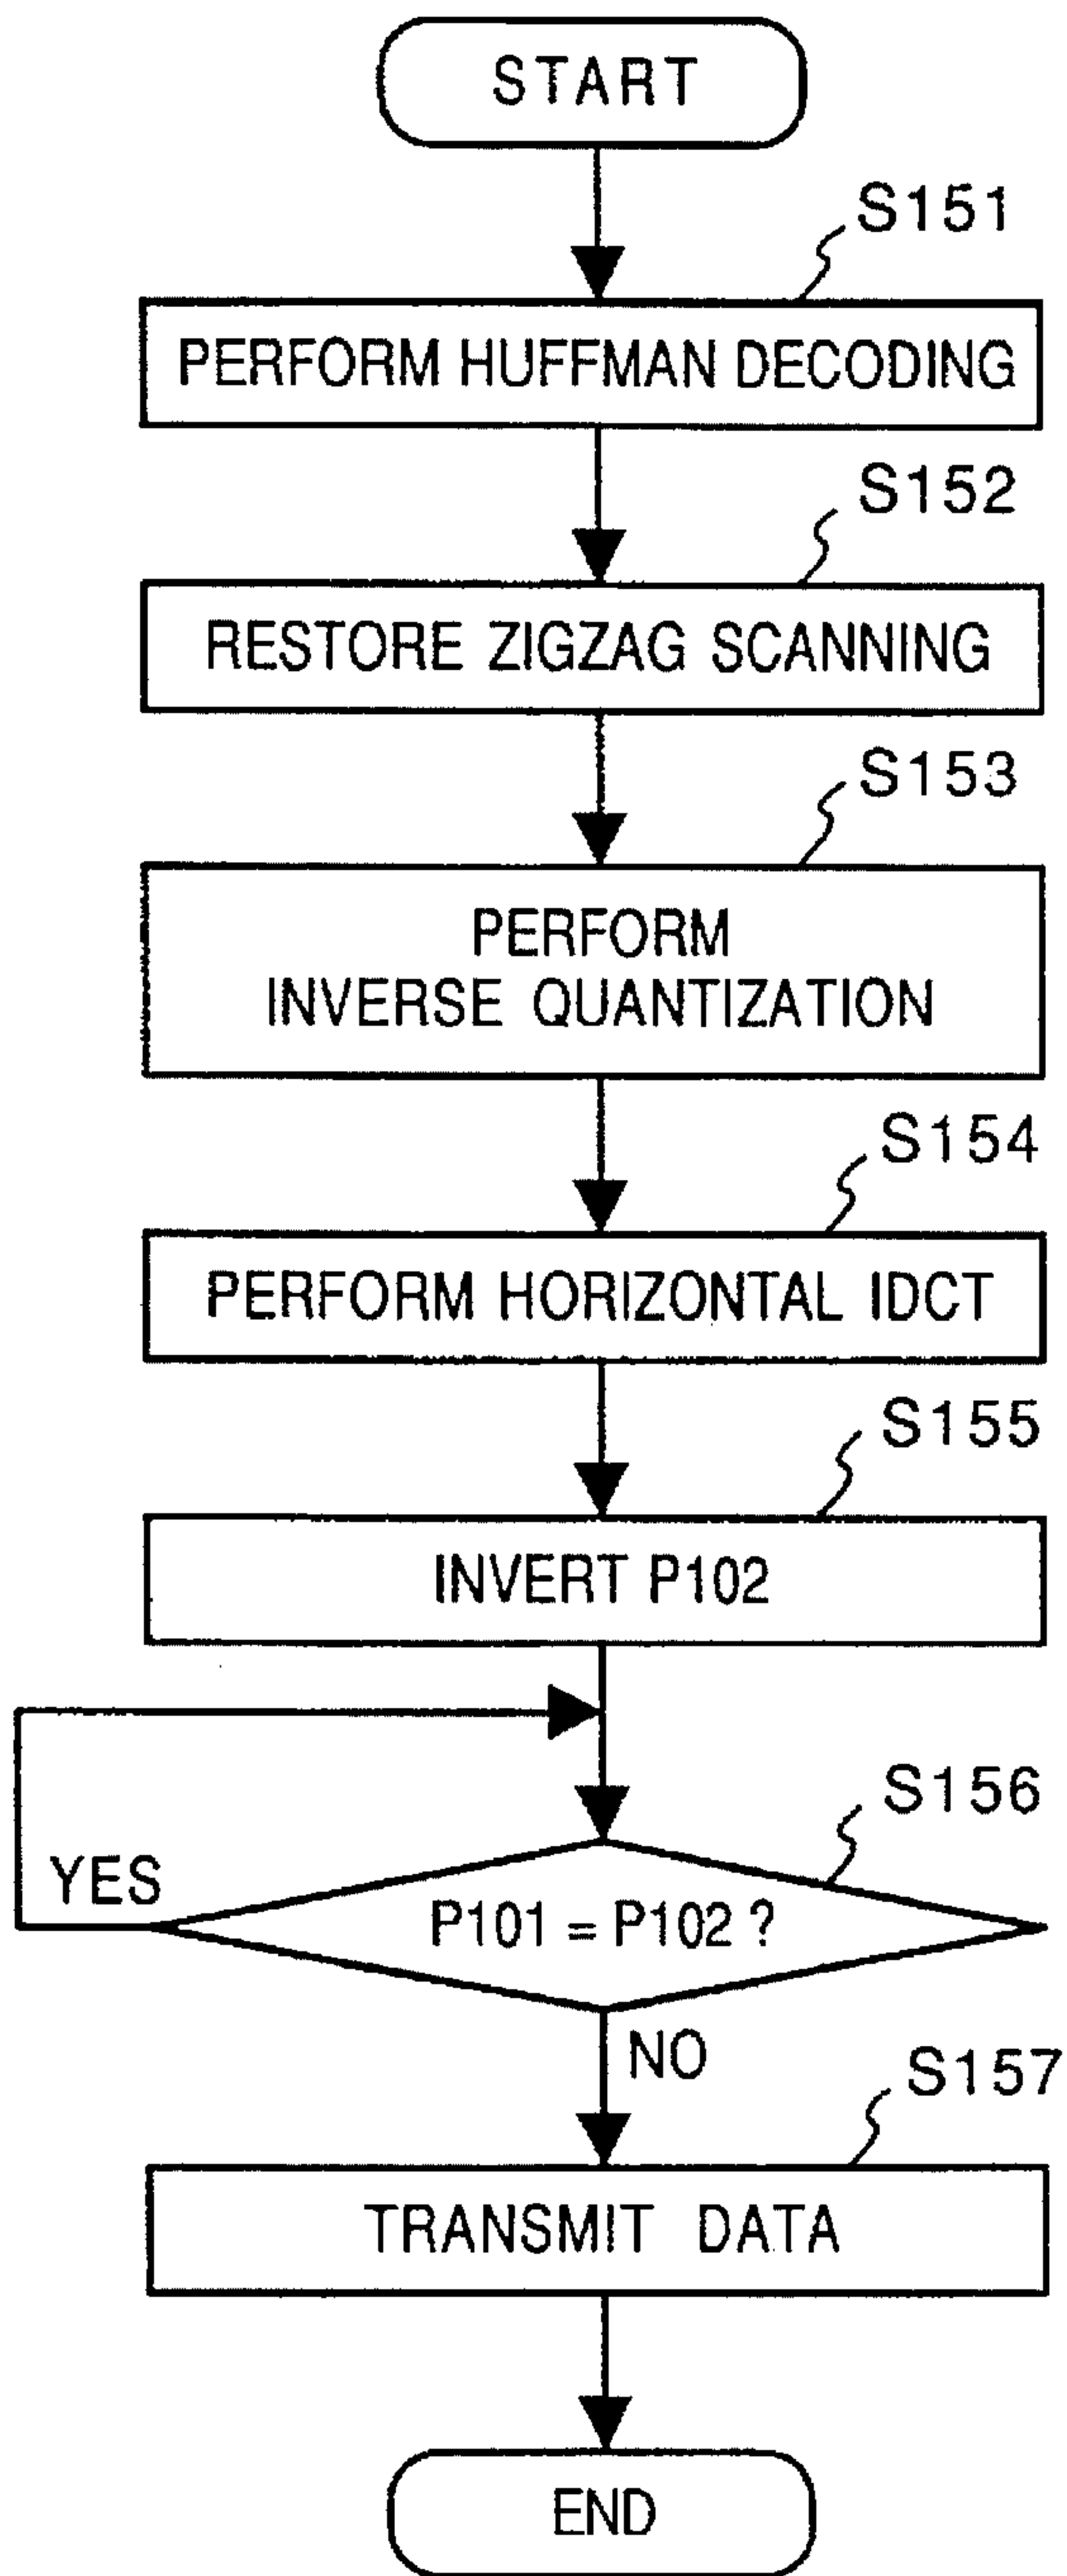 START
S151
PERFORM HUFFMAN DECODING
S152
RESTORE ZIGZAG SCANNING
S153
PERFORM
INVERSE QUANTIZATION
S154
PERFORM HORIZONTAL IDCT
S155
INVERT P102
S156
YES
P101 = P102 ?
NO
S157
TRANSMIT DATA
END